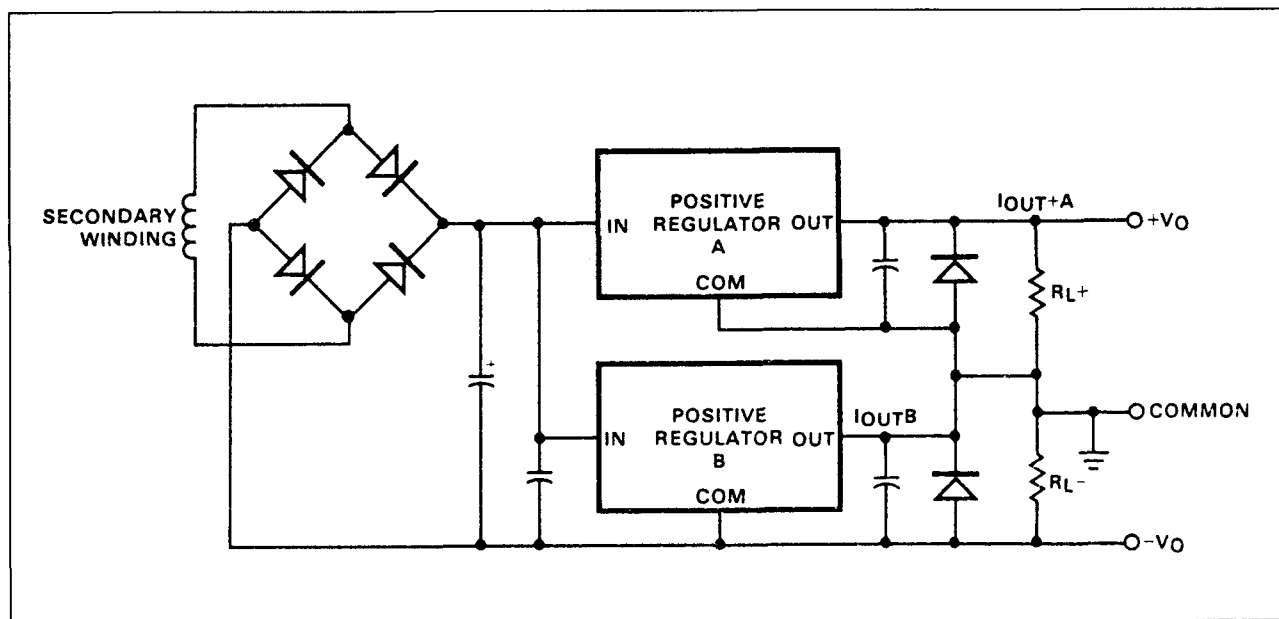 SECONDARY
WINDING
+
IN
POSITIVE
REGULATOR
A
OUT
COM
IOUT+A
+VO
RL+
IN
POSITIVE
REGULATOR
B
OUT
COM
IOUTB
COMMON
RL-
-VO